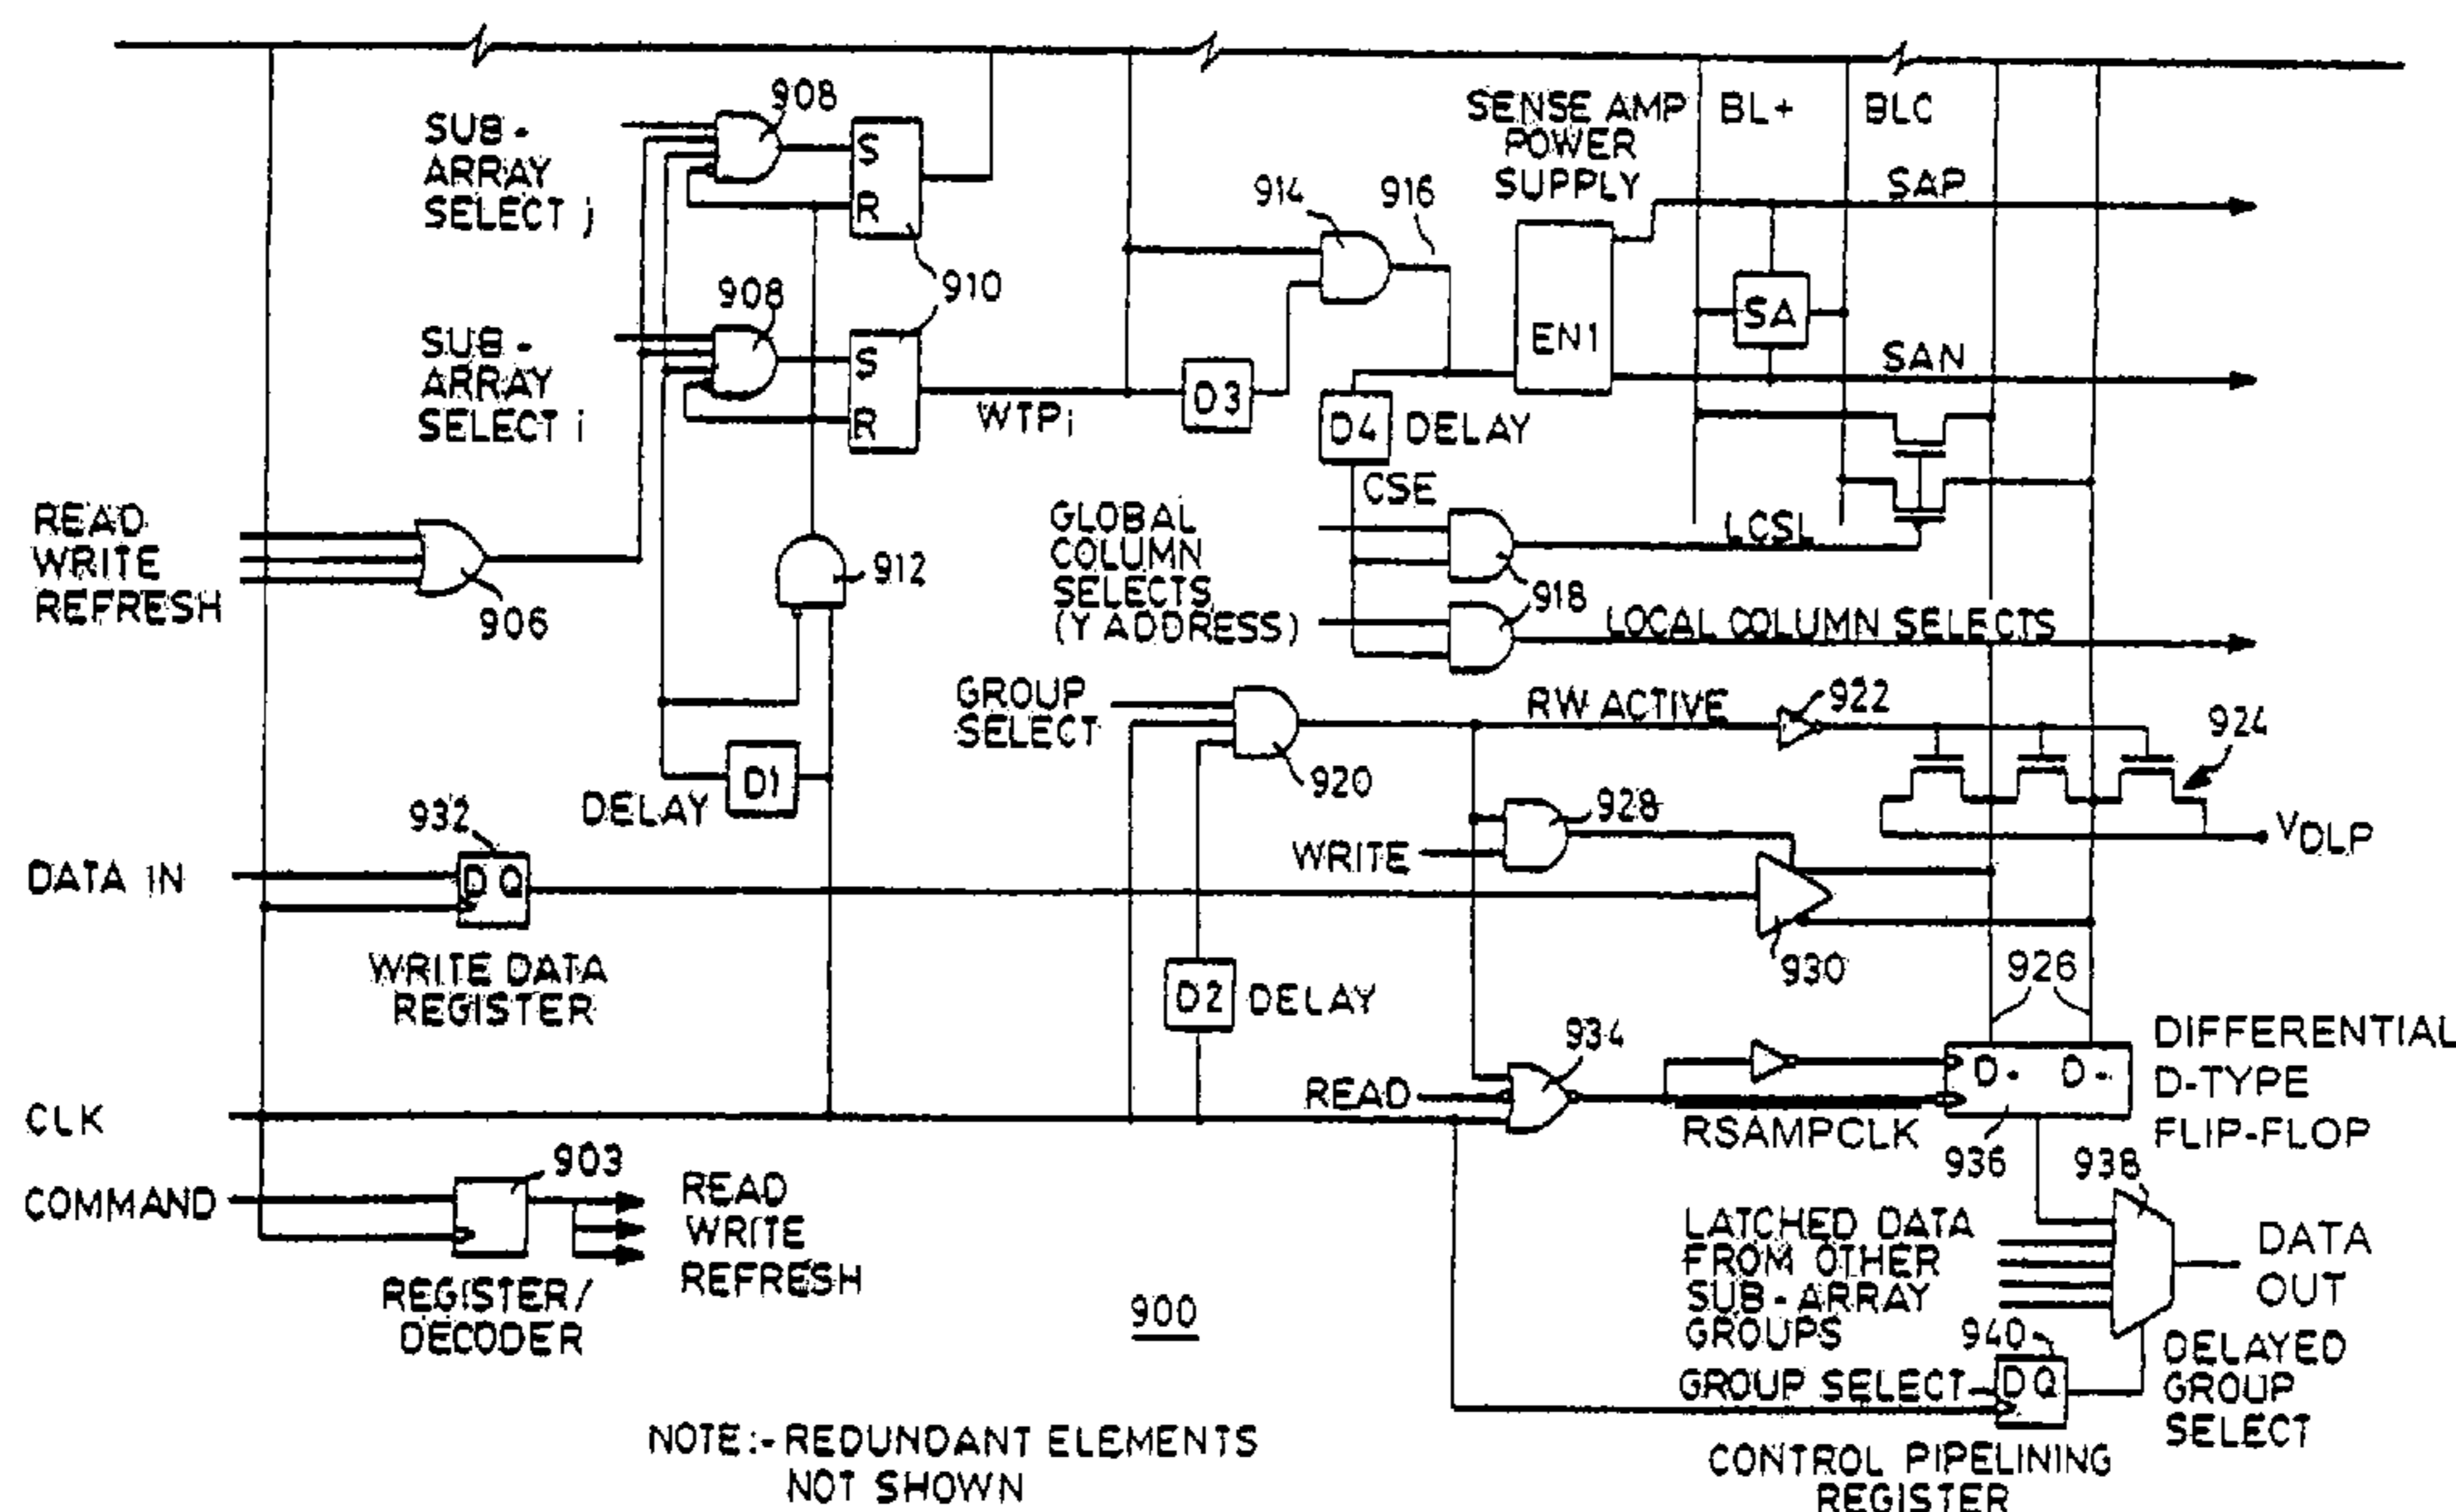 908
SUB-
ARRAY
SELECT j
S
R
910
908
SUB-
ARRAY
SELECT i
S
R
WTPi
READ
WRITE
REFRESH
906
912
D1
DELAY
932
DATA IN
D Q
WRITE DATA
REGISTER
CLK
COMMAND
903
READ
WRITE
REFRESH
REGISTER/
DECODER
914
916
D3
D4 DELAY
CSE
SENSE AMP
POWER
SUPPLY
BL+
BLC
EN1
SAP
SA
SAN
GLOBAL
COLUMN
SELECTS
(Y ADDRESS)
LCSL
918
918
LOCAL COLUMN SELECTS
GROUP
SELECT
920
RW ACTIVE
922
924
VDLP
WRITE
928
930
D2 DELAY
926
READ
934
RSAMPCLK
D+ D-
936
DIFFERENTIAL
D-TYPE
FLIP-FLOP
938
LATCHED DATA
FROM OTHER
SUB-ARRAY
GROUPS
DATA
OUT
940
GROUP SELECT
D Q
DELAYED
GROUP
SELECT
CONTROL PIPELINING
REGISTER
900
NOTE:- REDUNDANT ELEMENTS
NOT SHOWN